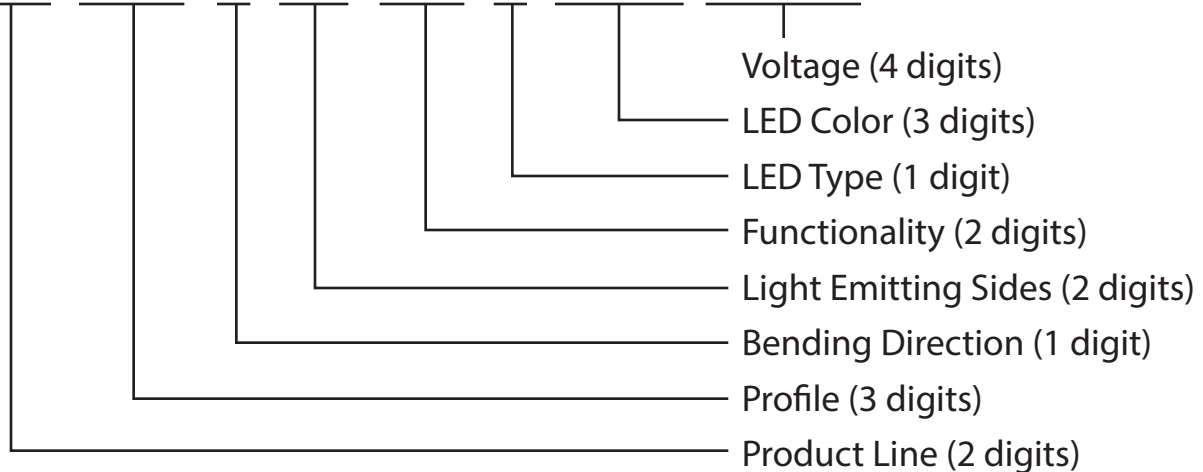 Voltage (4 digits)
LED Color (3 digits)
LED Type (1 digit)
Functionality (2 digits)
Light Emitting Sides (2 digits)
Bending Direction (1 digit)
Profile (3 digits)
Product Line (2 digits)